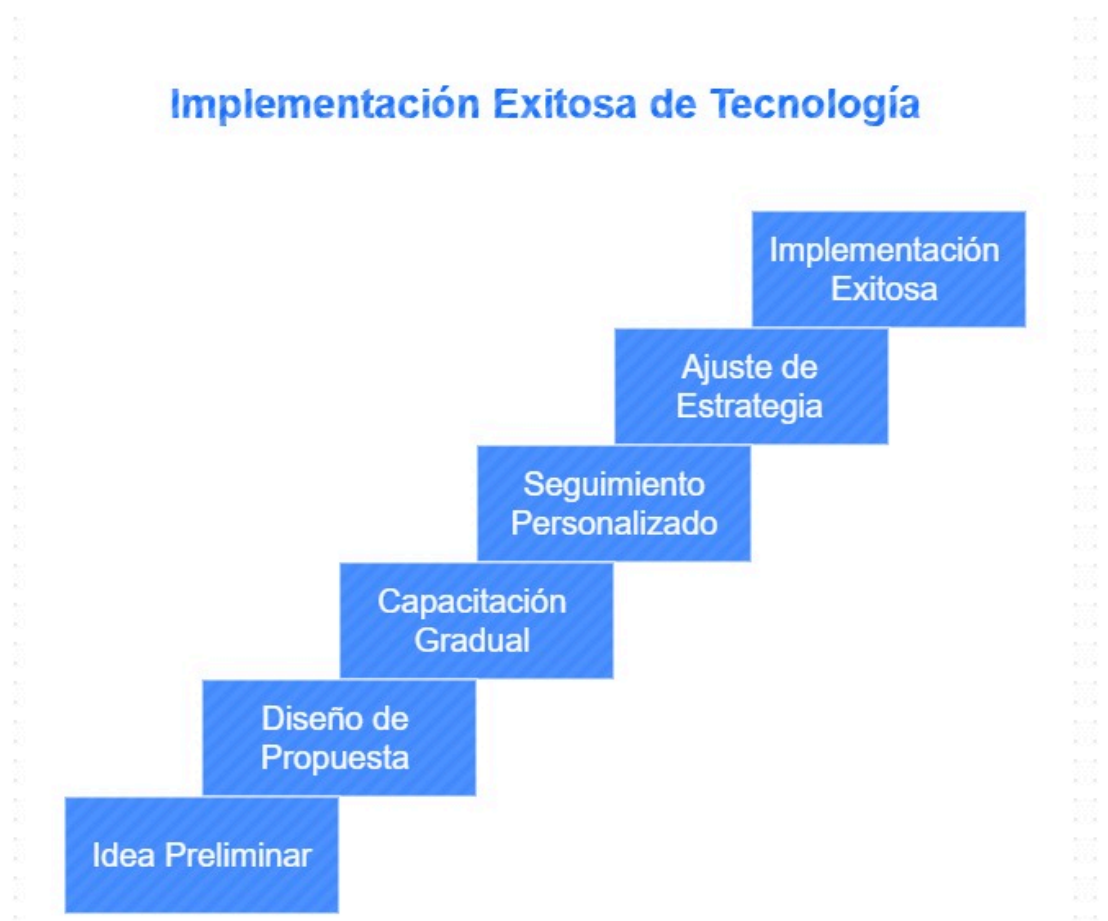 Implementación Exitosa de Tecnología
Implementación
Exitosa
Ajuste de
Estrategia
Seguimiento
Personalizado
Capacitación
Gradual
Diseño de
Propuesta
Idea Preliminar